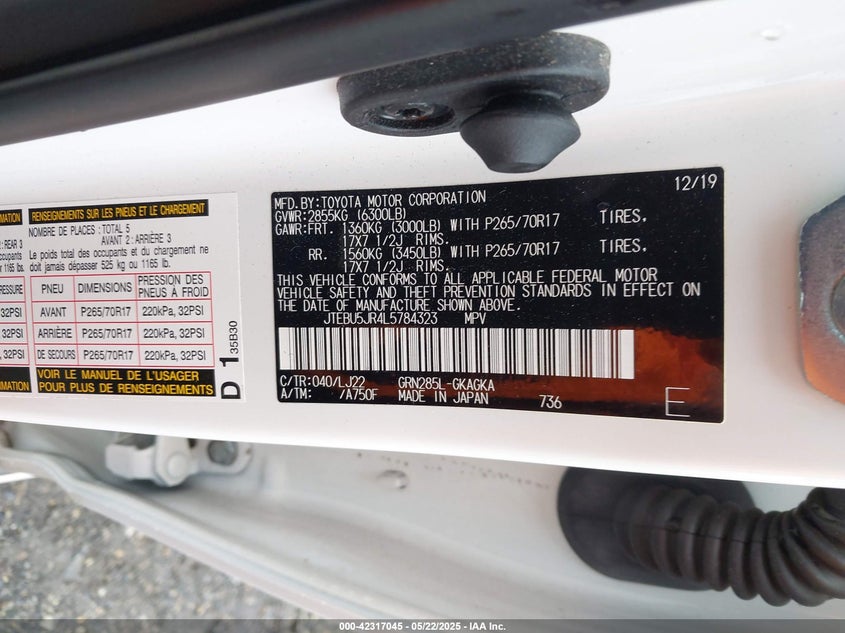 RENSEIGNEMENTS SUR LES PNEUS ET LE CHARGEMENT
NOMBRE DE PLACES : TOTAL 5
AVANT 2 : ARRIÈRE 3
Le poids total des occupants et du chargement ne
doit jamais dépasser 525 kg ou 1165 lb.
PNEU DIMENSIONS PRESSION DES PNEUS À FROID
AVANT P265/70R17 220kPa, 32PSI
ARRIÈRE P265/70R17 220kPa, 32PSI
DE SECOURS P265/70R17 220kPa, 32PSI
VOIR LE MANUEL DE L'USAGER
POUR PLUS DE RENSEIGNEMENTS
: REAR 3
1165 lbs.
32PSI
32PSI
32PSI
D 1 35B30
12/19
MFD.BY:TOYOTA MOTOR CORPORATION
GVWR:2855KG (6300LB)
GAWR:FRT. 1360KG (3000LB) WITH P265/70R17 TIRES.
17X7 1/2J RIMS.
RR. 1560KG (3450LB) WITH P265/70R17 TIRES.
17X7 1/2J RIMS.
THIS VEHICLE CONFORMS TO ALL APPLICABLE FEDERAL MOTOR
VEHICLE SAFETY AND THEFT PREVENTION STANDARDS IN EFFECT ON
THE DATE OF MANUFACTURE SHOWN ABOVE.
JTEBU5JR4L5784323 MPV
C/TR:040/LJ22 GRN285L-GKAGKA
A/TM: /A750F MADE IN JAPAN 736
E
000-42317045 - 05/22/2025 - IAA Inc.